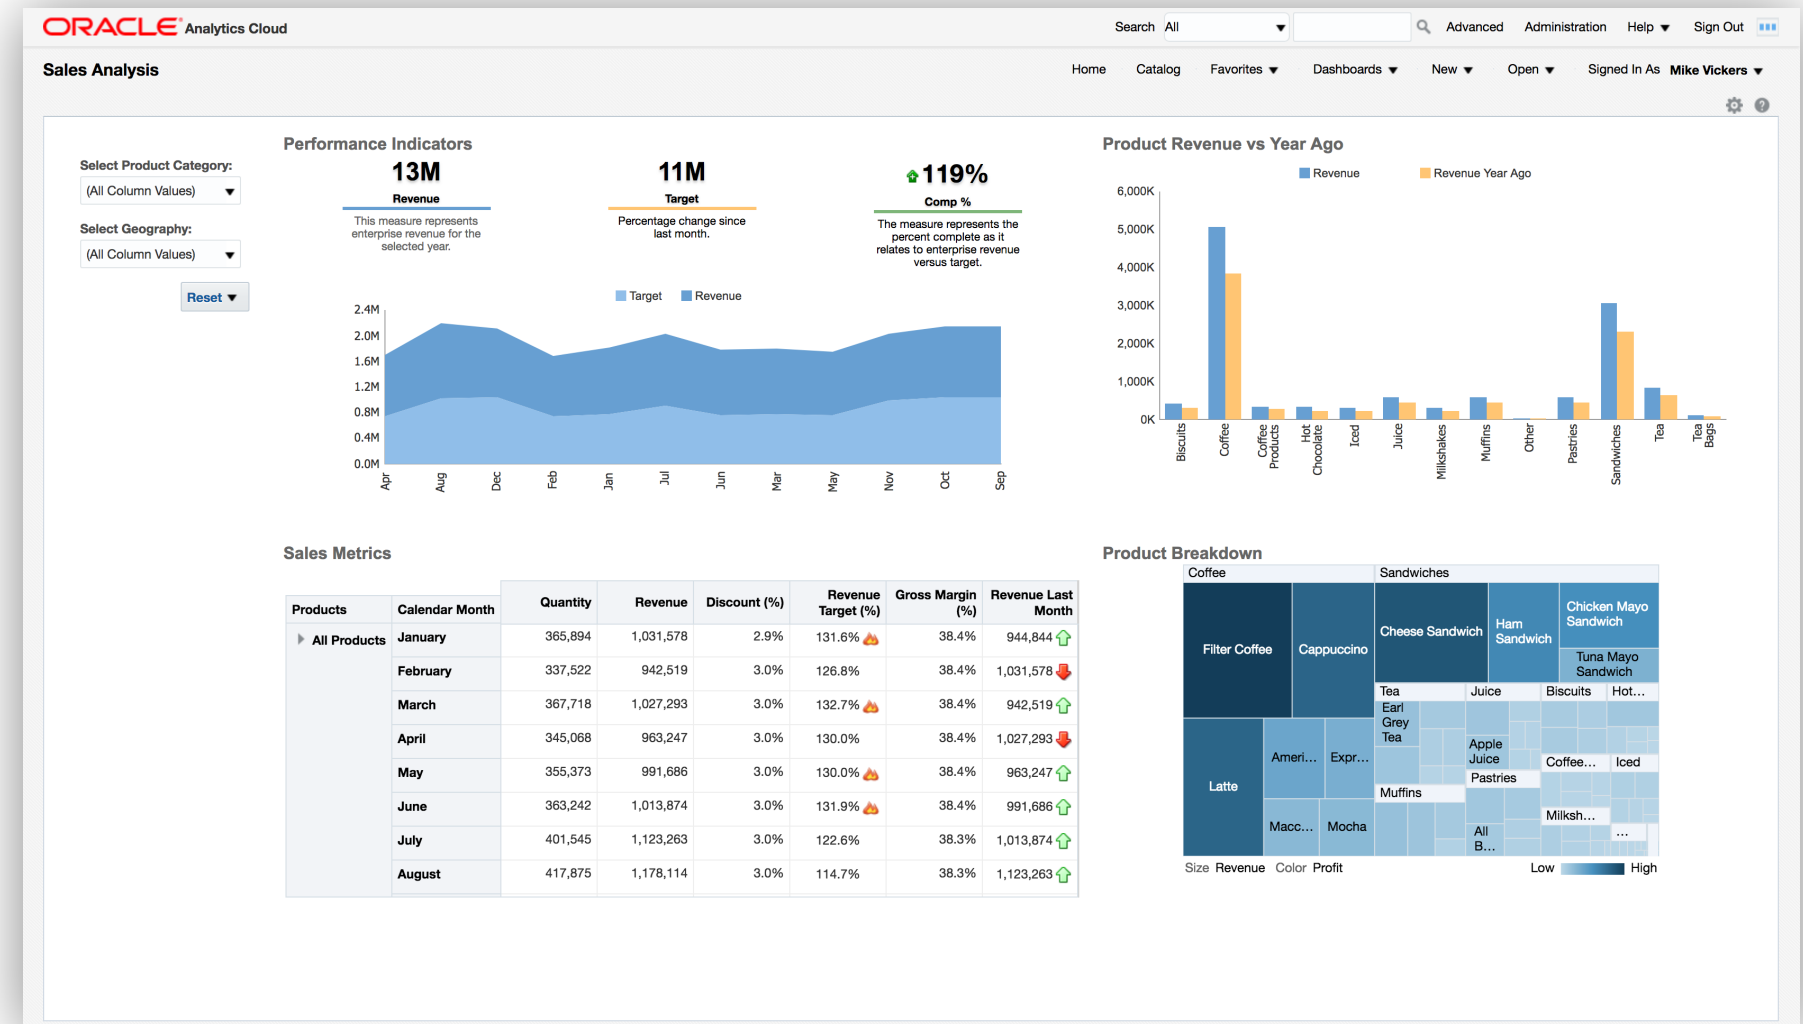 ORACLE Analytics Cloud
Search All Advanced Administration Help Sign Out
Sales Analysis
Home Catalog Favorites Dashboards New Open Signed In As Mike Vickers
Select Product Category:
(All Column Values)
Select Geography:
(All Column Values)
Reset
Performance Indicators
13M
Revenue
This measure represents
enterprise revenue for the
selected year.
11M
Target
Percentage change since
last month.
119%
Comp %
The measure represents the
percent complete as it
relates to enterprise revenue
versus target.
Target Revenue
2.4M
2.0M
1.6M
1.2M
0.8M
0.4M
0.0M
Apr Aug Dec Feb Jan Jul Jun Mar May Nov Oct Sep
Product Revenue vs Year Ago
Revenue Revenue Year Ago
6,000K
5,000K
4,000K
3,000K
2,000K
1,000K
0K
Biscuits
Coffee
Coffee
Products
Hot
Chocolate
Iced
Juice
Milkshakes
Muffins
Other
Pastries
Sandwiches
Tea
Tea
Bags
Sales Metrics
Products Calendar Month Quantity Revenue Discount (%) Revenue Target (%) Gross Margin (%) Revenue Last Month
All Products January 365,894 1,031,578 2.9% 131.6% 38.4% 944,844
February 337,522 942,519 3.0% 126.8% 38.4% 1,031,578
March 367,718 1,027,293 3.0% 132.7% 38.4% 942,519
April 345,068 963,247 3.0% 130.0% 38.4% 1,027,293
May 355,373 991,686 3.0% 130.0% 38.4% 963,247
June 363,242 1,013,874 3.0% 131.9% 38.4% 991,686
July 401,545 1,123,263 3.0% 122.6% 38.3% 1,013,874
August 417,875 1,178,114 3.0% 114.7% 38.3% 1,123,263
Product Breakdown
Coffee
Filter Coffee
Cappuccino
Latte
Ameri...
Expr...
Macc...
Mocha
Sandwiches
Cheese Sandwich
Ham
Sandwich
Chicken Mayo
Sandwich
Tuna Mayo
Sandwich
Tea
Earl
Grey
Tea
Muffins
Juice
Apple
Juice
Pastries
All
B...
Biscuits
Hot...
Coffee...
Iced
Milksh...
...
Size Revenue Color Profit
Low High